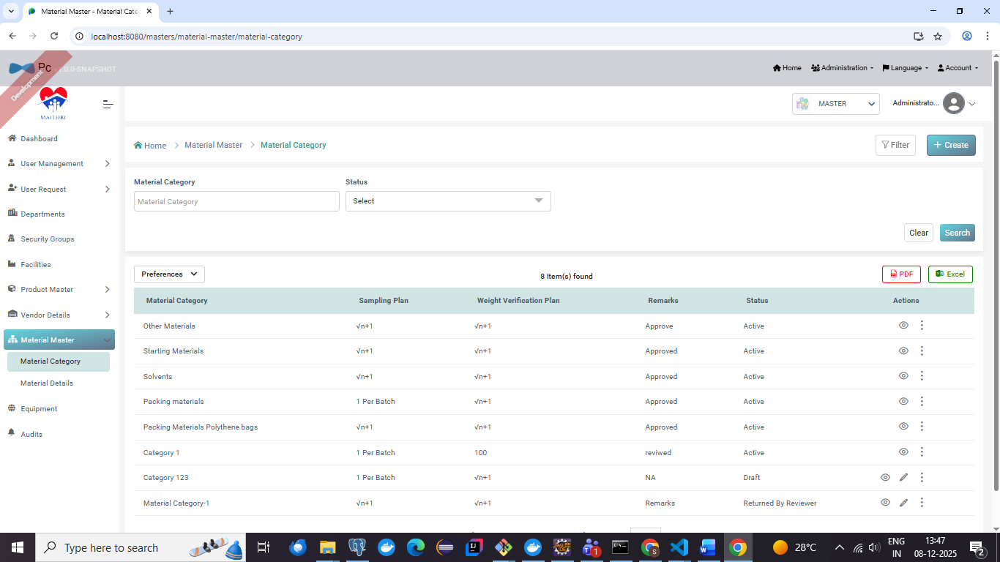 Material Master - Material Cate
localhost:8080/masters/material-master/material-category
Development
Pc v1.0.0-SNAPSHOT
Home
Administration
Language
Account
MAITHRI
MASTER
Administrato...
Dashboard
User Management
User Request
Departments
Security Groups
Facilities
Product Master
Vendor Details
Material Master
Material Category
Material Details
Equipment
Audits
Home > Material Master > Material Category
Filter
+ Create
Material Category
Status
Material Category
Select
Clear
Search
Preferences
8 Item(s) found
PDF
Excel
Material Category Sampling Plan Weight Verification Plan Remarks Status Actions
Other Materials √n+1 √n+1 Approve Active
Starting Materials √n+1 √n+1 Approved Active
Solvents √n+1 √n+1 Approved Active
Packing materials 1 Per Batch √n+1 Approved Active
Packing Materials Polythene bags √n+1 √n+1 Approved Active
Category 1 1 Per Batch 100 reviwed Active
Category 123 1 Per Batch √n+1 NA Draft
Material Category-1 √n+1 √n+1 Remarks Returned By Reviewer
Type here to search
28°C
ENG
IN
13:47
08-12-2025
2